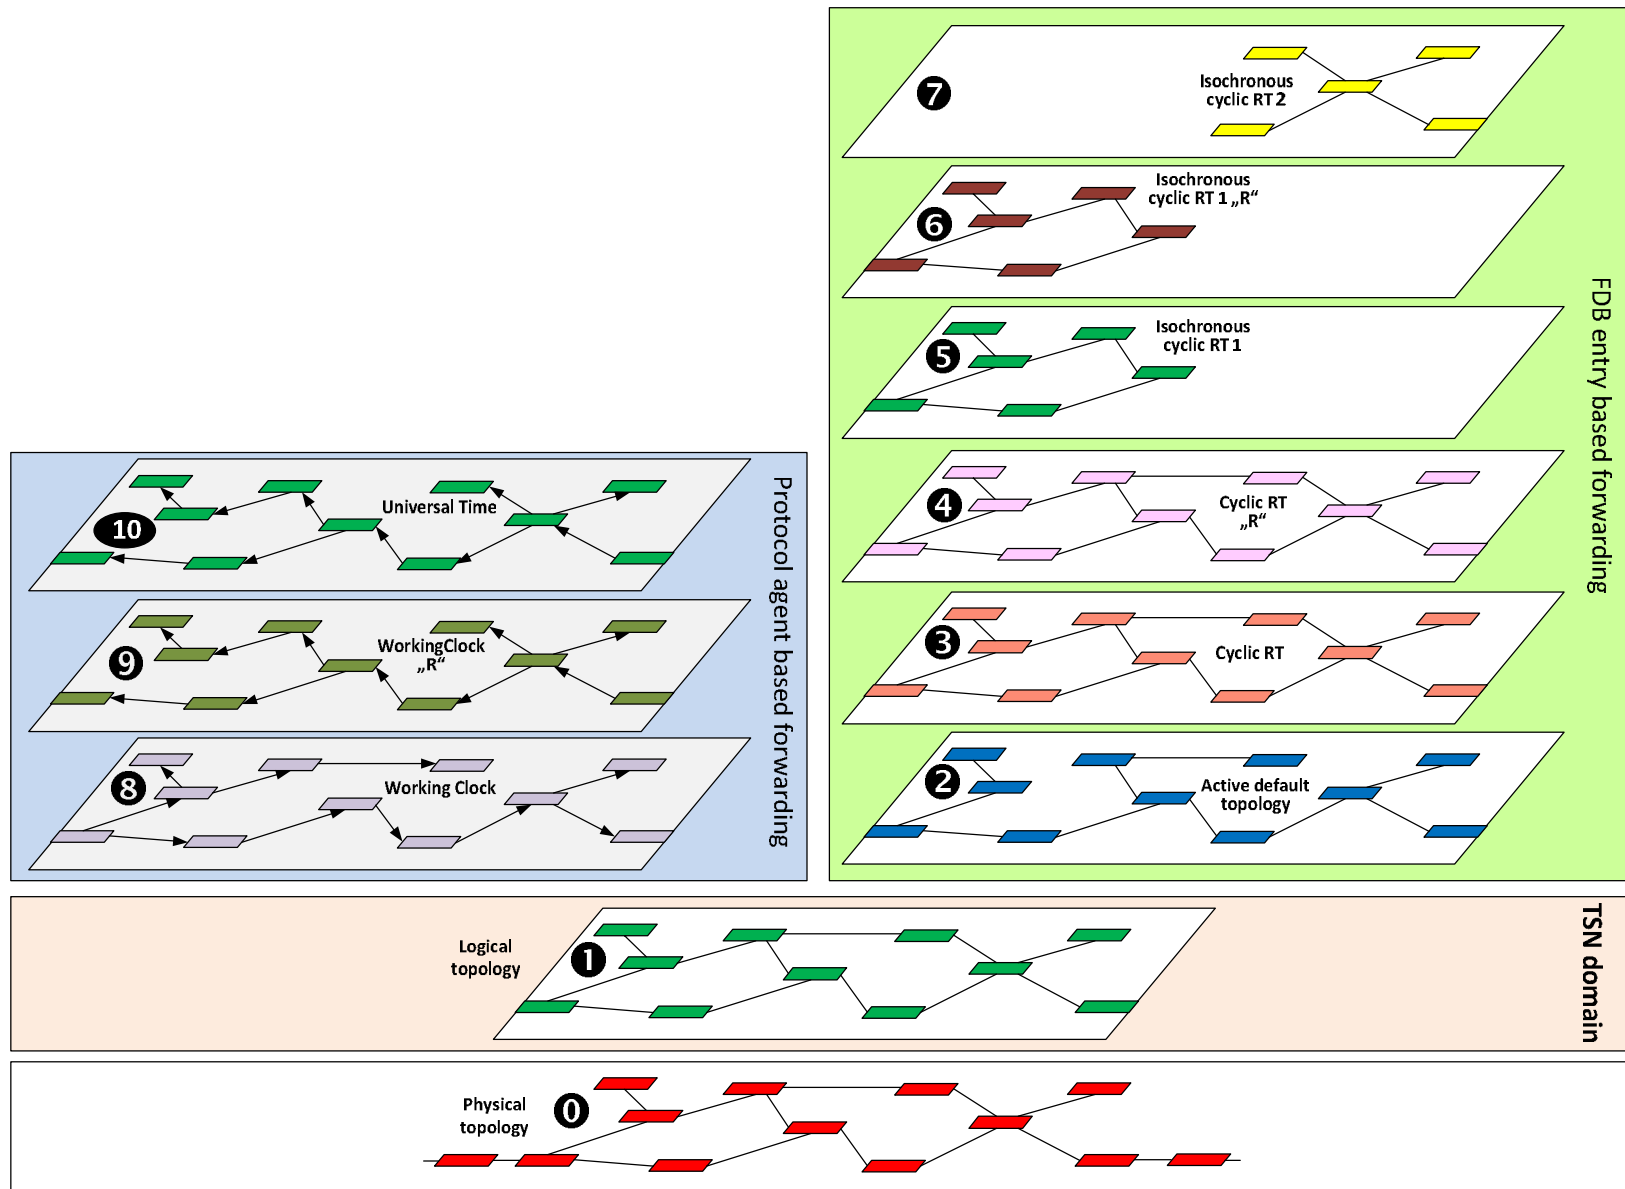 7
Isochronous
cyclic RT 2
6
Isochronous
cyclic RT 1 „R“
5
Isochronous
cyclic RT 1
4
Cyclic RT
„R“
3
Cyclic RT
2
Active default
topology
FDB entry based forwarding
10
Universal Time
9
WorkingClock
„R“
8
Working Clock
Protocol agent based forwarding
Logical
topology
1
TSN domain
Physical
topology
0